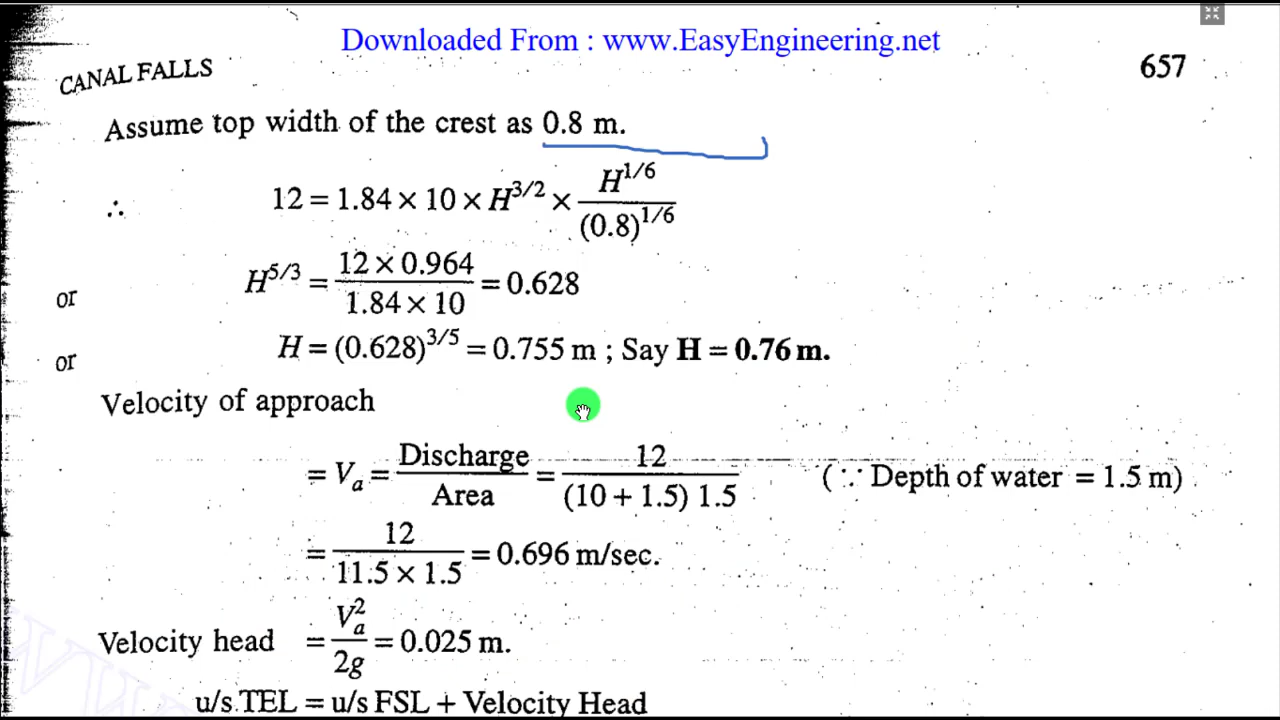 Downloaded From : www.EasyEngineering.net
CANAL FALLS
657
Assume top width of the crest as 0.8 m.
∴ 12 = 1.84 × 10 × H^3/2 × H^1/6 / (0.8)^1/6
or H^5/3 = 12 × 0.964 / 1.84 × 10 = 0.628
or H = (0.628)^3/5 = 0.755 m ; Say H = 0.76 m.
Velocity of approach
= V_a = Discharge / Area = 12 / (10 + 1.5) 1.5 (∵ Depth of water = 1.5 m)
= 12 / 11.5 × 1.5 = 0.696 m/sec.
Velocity head = V_a^2 / 2g = 0.025 m.
u/s TEL = u/s FSL + Velocity Head